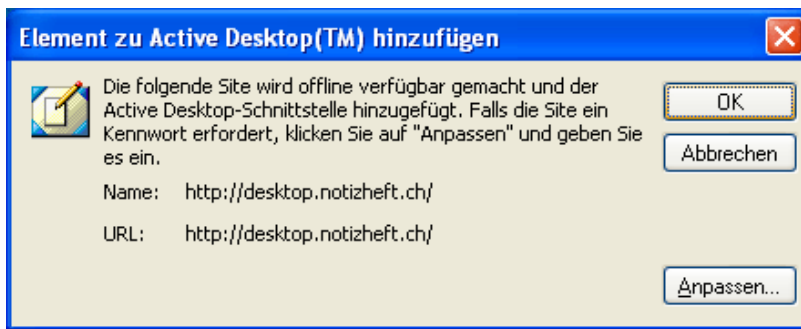 Element zu Active Desktop(TM) hinzufügen
Die folgende Site wird offline verfügbar gemacht und der
Active Desktop-Schnittstelle hinzugefügt. Falls die Site ein
Kennwort erfordert, klicken Sie auf "Anpassen" und geben Sie
es ein.
Name: http://desktop.notizheft.ch/
URL: http://desktop.notizheft.ch/
OK
Abbrechen
Anpassen...